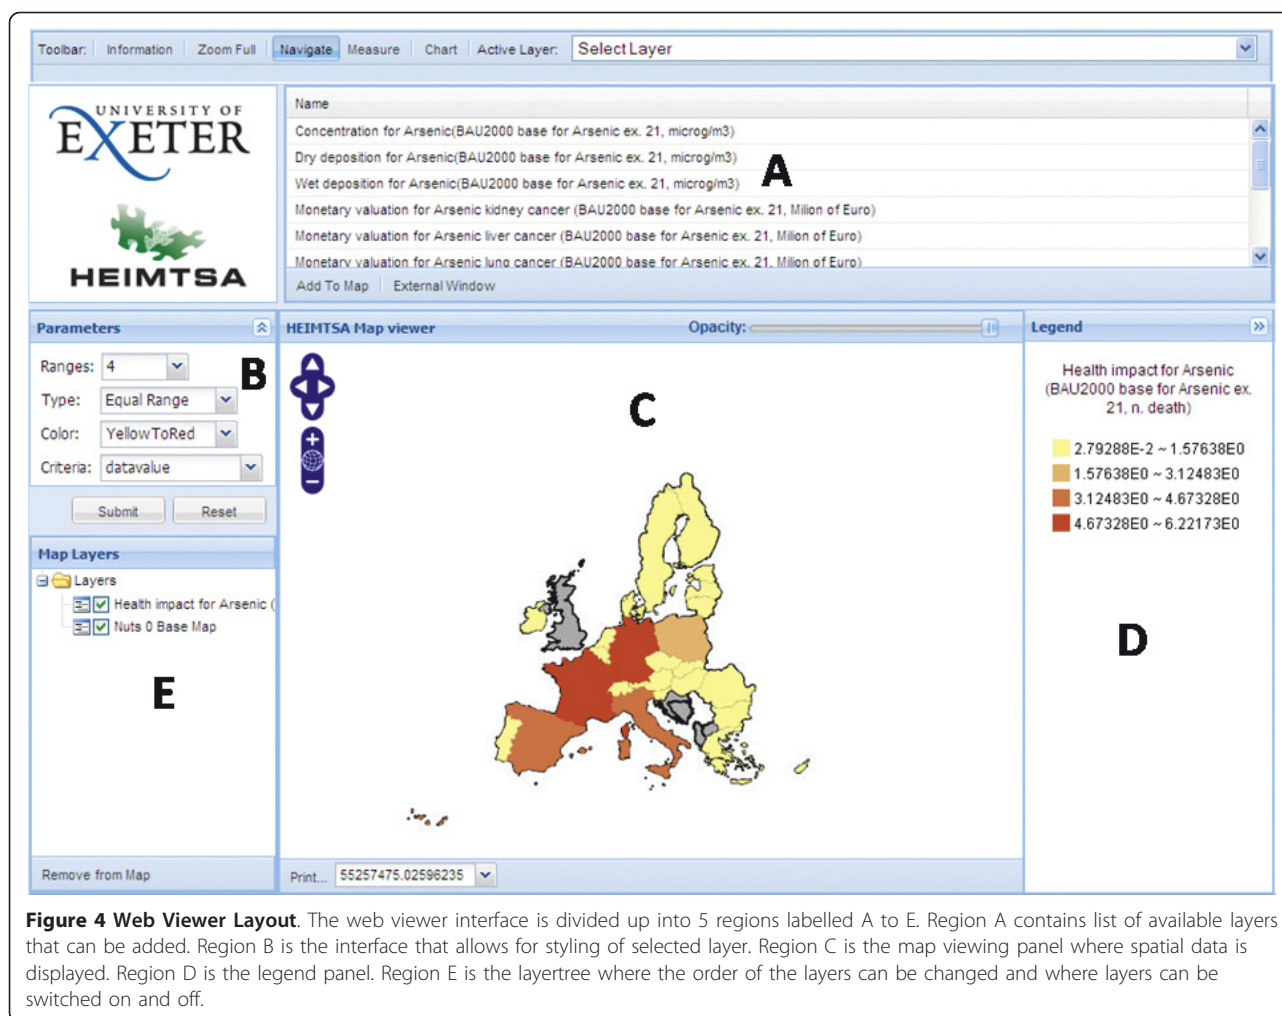 Toolbar: Information Zoom Full Navigate Measure Chart Active Layer: Select Layer
UNIVERSITY OF
EXETER
HEIMTSA
Name
Concentration for Arsenic(BAU2000 base for Arsenic ex. 21, microg/m3)
Dry deposition for Arsenic(BAU2000 base for Arsenic ex. 21, microg/m3)
Wet deposition for Arsenic(BAU2000 base for Arsenic ex. 21, microg/m3)
Monetary valuation for Arsenic kidney cancer (BAU2000 base for Arsenic ex. 21, Milion of Euro)
Monetary valuation for Arsenic liver cancer (BAU2000 base for Arsenic ex. 21, Milion of Euro)
Monetary valuation for Arsenic lung cancer (BAU2000 base for Arsenic ex. 21, Milion of Euro)
A
Add To Map External Window
Parameters
Ranges: 4
Type: Equal Range
Color: YellowToRed
Criteria: datavalue
B
Submit Reset
Map Layers
Layers
Health impact for Arsenic (
Nuts 0 Base Map
E
Remove from Map
HEIMTSA Map viewer Opacity:
C
Print... 55257475.02596235
Legend
Health impact for Arsenic
(BAU2000 base for Arsenic ex.
21, n. death)
2.79288E-2 ~ 1.57638E0
1.57638E0 ~ 3.12483E0
3.12483E0 ~ 4.67328E0
4.67328E0 ~ 6.22173E0
D
Figure 4 Web Viewer Layout. The web viewer interface is divided up into 5 regions labelled A to E. Region A contains list of available layers
that can be added. Region B is the interface that allows for styling of selected layer. Region C is the map viewing panel where spatial data is
displayed. Region D is the legend panel. Region E is the layertree where the order of the layers can be changed and where layers can be
switched on and off.